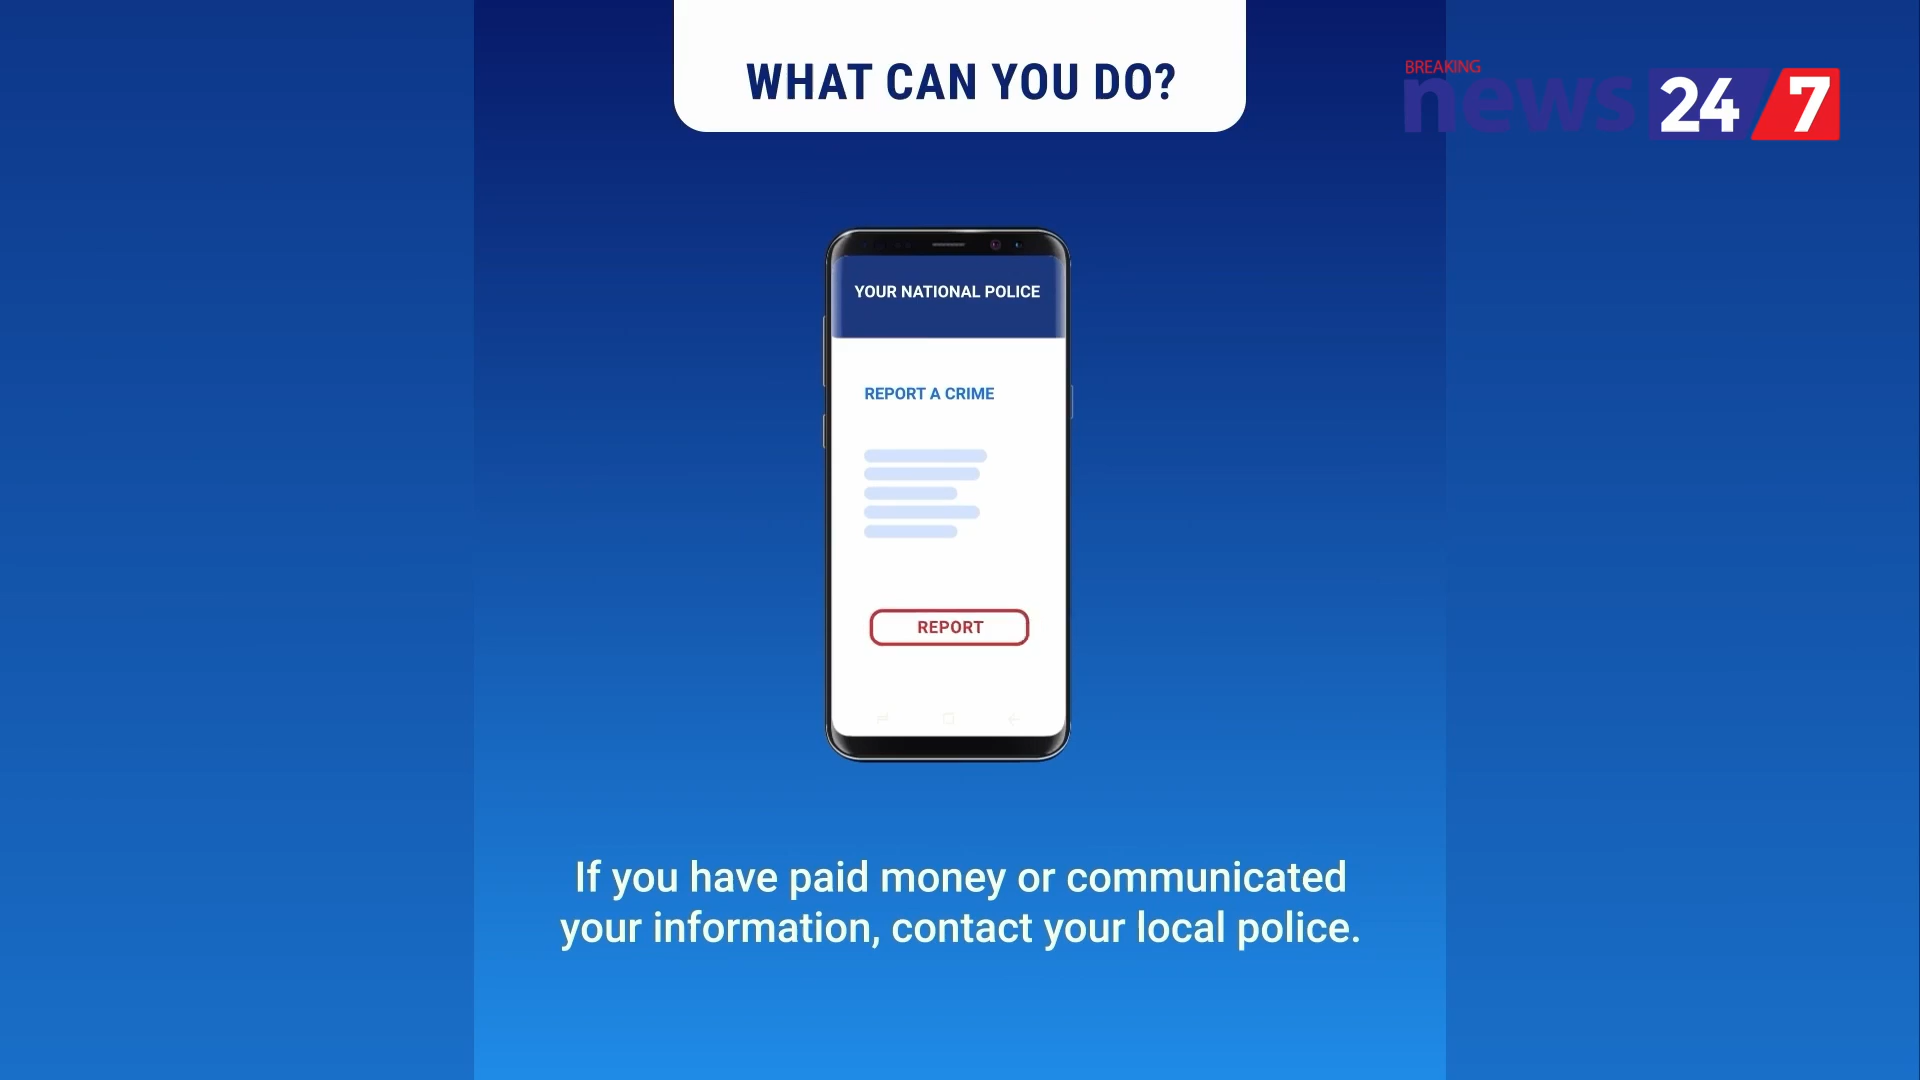 WHAT CAN YOU DO?
BREAKING
news 24/7
YOUR NATIONAL POLICE
REPORT A CRIME
REPORT
If you have paid money or communicated
your information, contact your local police.